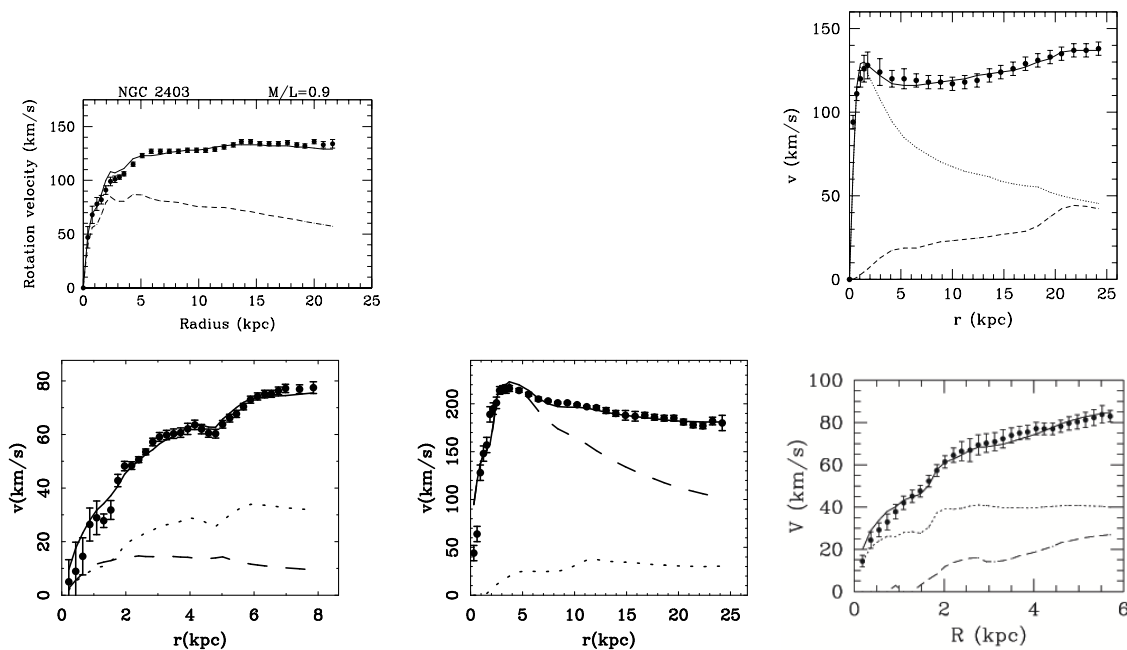 NGC 2403 M/L=0.9
Rotation velocity (km/s)
150
100
50
0
0 5 10 15 20 25
Radius (kpc)
v (km/s)
150
100
50
0
0 5 10 15 20 25
r (kpc)
v(km/s)
80
60
40
20
0
0 2 4 6 8
r(kpc)
v(km/s)
200
150
100
50
0
0 5 10 15 20 25
r(kpc)
V (km/s)
100
80
60
40
20
0
0 2 4 6
R (kpc)